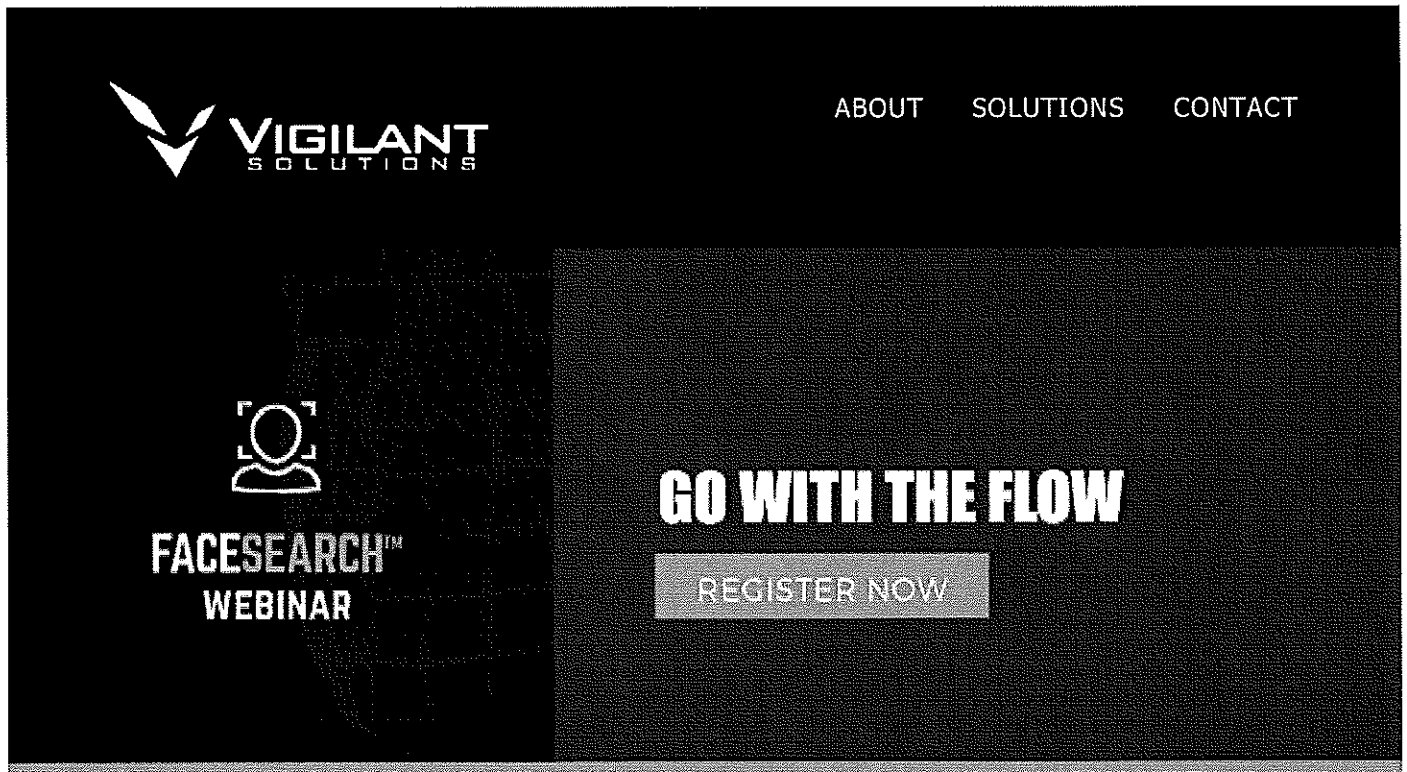 VIGILANT
SOLUTIONS
ABOUT SOLUTIONS CONTACT
FACESEARCH™
WEBINAR
GO WITH THE FLOW
REGISTER NOW